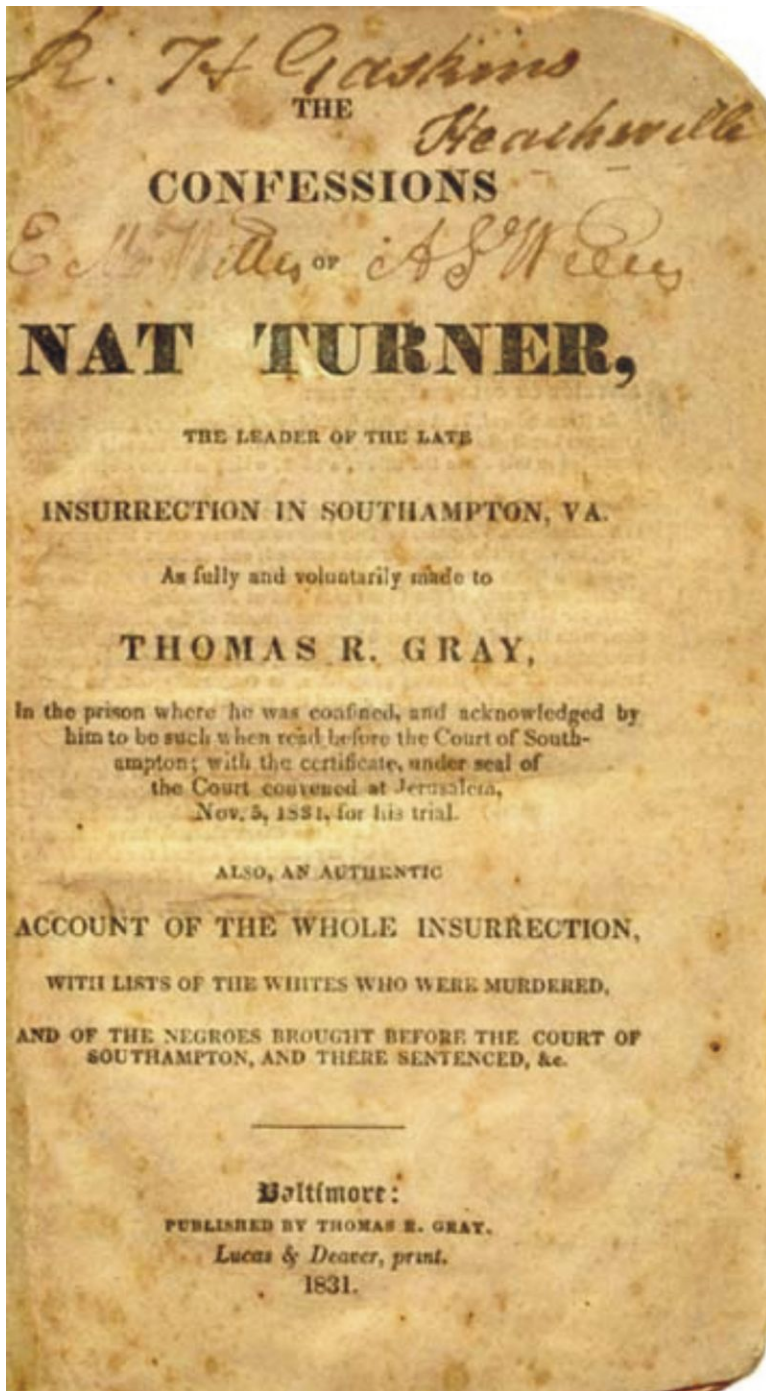 R. H Gaskins
THE
Heathsville
CONFESSIONS
OF
NAT TURNER,
THE LEADER OF THE LATE
INSURRECTION IN SOUTHAMPTON, VA.
As fully and voluntarily made to
THOMAS R. GRAY,
In the prison where he was confined, and acknowledged by
him to be such when read before the Court of South-
ampton; with the certificate, under seal of
the Court convened at Jerusalem,
Nov. 5, 1831, for his trial.
ALSO, AN AUTHENTIC
ACCOUNT OF THE WHOLE INSURRECTION,
WITH LISTS OF THE WHITES WHO WERE MURDERED,
AND OF THE NEGROES BROUGHT BEFORE THE COURT OF
SOUTHAMPTON, AND THERE SENTENCED, &c.
Baltimore:
PUBLISHED BY THOMAS R. GRAY.
Lucas & Deaver, print.
1831.